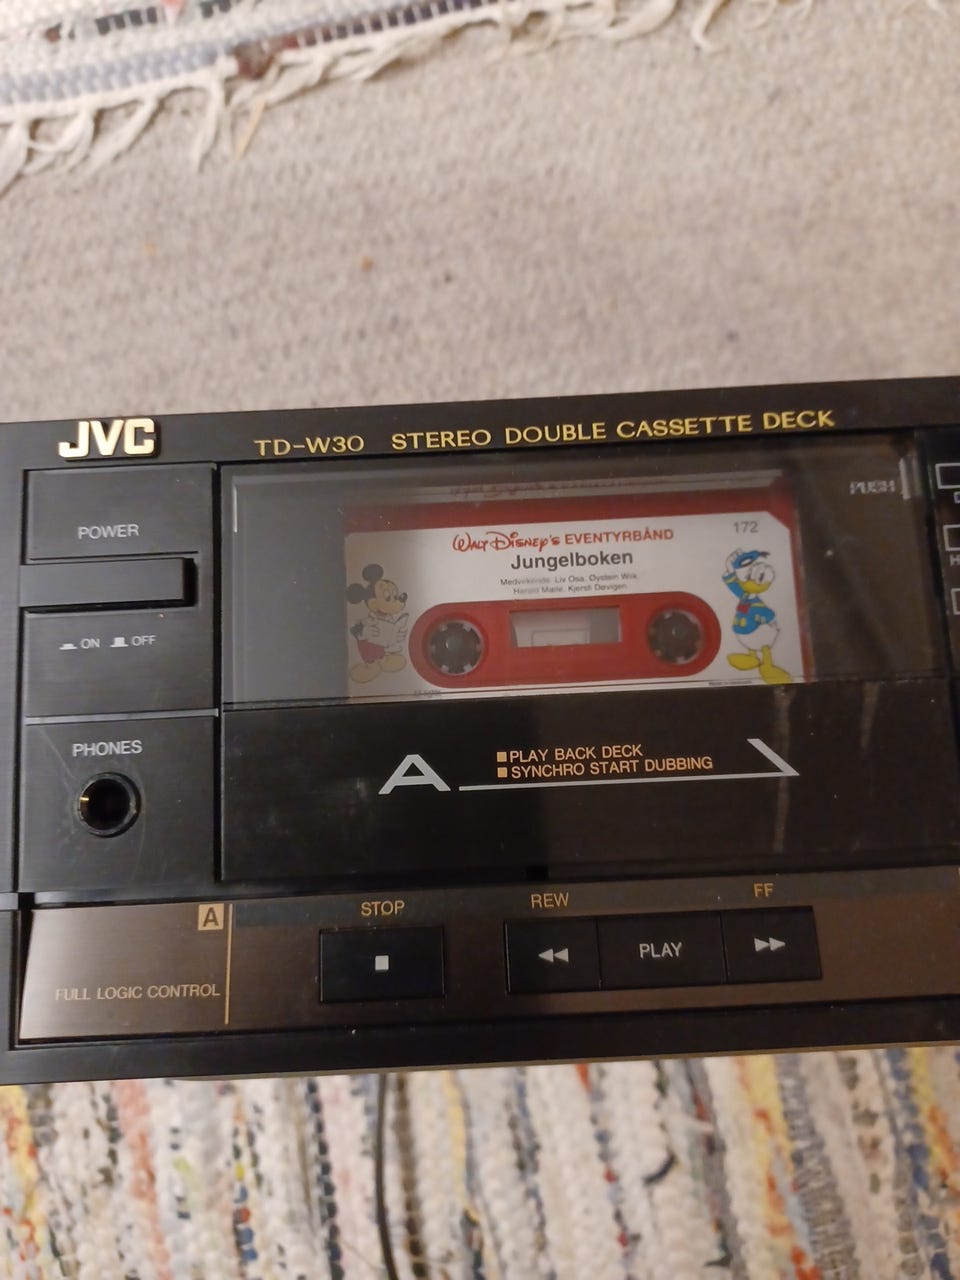 JVC
TD-W30 STEREO DOUBLE CASSETTE DECK
PUSH
POWER
ON OFF
PHONES
WALT DISNEY'S EVENTYRBÅND
172
Jungelboken
Medvirkende: Liv Osa, Øystein Wiik,
Harald Mæle, Kjersti Døvigen
A
PLAY BACK DECK
SYNCHRO START DUBBING
A
FULL LOGIC CONTROL
STOP
REW
FF
PLAY